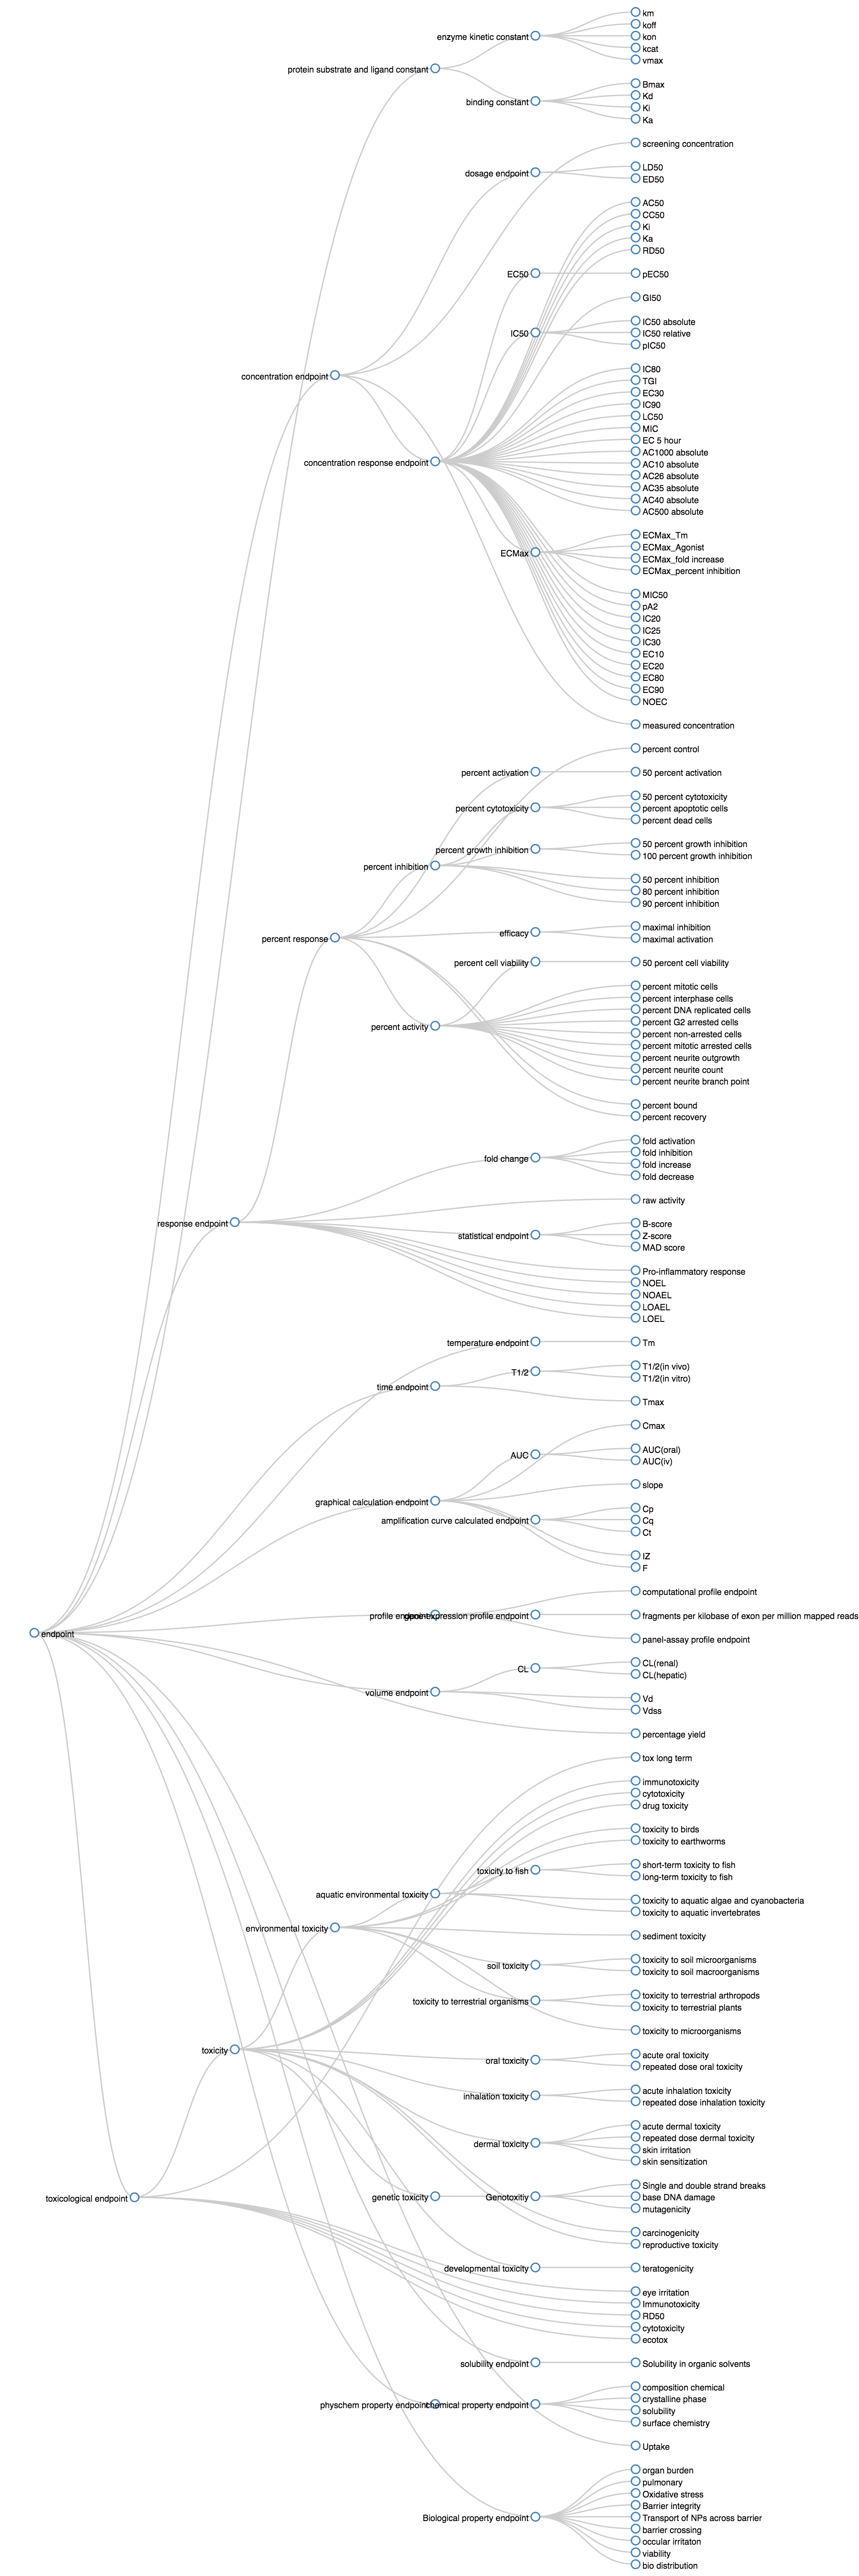 km
koff
enzyme kinetic constant
kon
kcat
vmax
protein substrate and ligand constant
Bmax
Kd
binding constant
Ki
Ka
screening concentration
LD50
dosage endpoint
ED50
AC50
CC50
Ki
Ka
RD50
EC50
pEC50
GI50
IC50 absolute
IC50
IC50 relative
pIC50
IC80
concentration endpoint
TGI
EC30
IC90
LC50
MIC
EC 5 hour
AC1000 absolute
concentration response endpoint
AC10 absolute
AC26 absolute
AC35 absolute
AC40 absolute
AC500 absolute
ECMax_Tm
ECMax_Agonist
ECMax
ECMax_fold increase
ECMax_percent inhibition
MIC50
pA2
IC20
IC25
IC30
EC10
EC20
EC80
EC90
NOEC
measured concentration
percent control
percent activation
50 percent activation
50 percent cytotoxicity
percent cytotoxicity
percent apoptotic cells
percent dead cells
50 percent growth inhibition
percent growth inhibition
100 percent growth inhibition
percent inhibition
50 percent inhibition
80 percent inhibition
90 percent inhibition
maximal inhibition
efficacy
percent response
maximal activation
percent cell viability
50 percent cell viability
percent mitotic cells
percent interphase cells
percent DNA replicated cells
percent G2 arrested cells
percent activity
percent non-arrested cells
percent mitotic arrested cells
percent neurite outgrowth
percent neurite count
percent neurite branch point
percent bound
percent recovery
fold activation
fold inhibition
fold change
fold increase
fold decrease
raw activity
response endpoint
B-score
statistical endpoint
Z-score
MAD score
Pro-inflammatory response
NOEL
NOAEL
LOAEL
LOEL
temperature endpoint
Tm
T1/2(in vivo)
T1/2
T1/2(in vitro)
time endpoint
Tmax
Cmax
AUC(oral)
AUC
AUC(iv)
slope
graphical calculation endpoint
Cp
amplification curve calculated endpoint
Cq
Ct
IZ
F
computational profile endpoint
profile endpoint
gene expression profile endpoint
fragments per kilobase of exon per million mapped reads
endpoint
panel-assay profile endpoint
CL(renal)
CL
CL(hepatic)
volume endpoint
Vd
Vdss
percentage yield
tox long term
immunotoxicity
cytotoxicity
drug toxicity
toxicity to birds
toxicity to earthworms
short-term toxicity to fish
toxicity to fish
long-term toxicity to fish
aquatic environmental toxicity
toxicity to aquatic algae and cyanobacteria
toxicity to aquatic invertebrates
environmental toxicity
sediment toxicity
toxicity to soil microorganisms
soil toxicity
toxicity to soil macroorganisms
toxicity to terrestrial arthropods
toxicity to terrestrial organisms
toxicity to terrestrial plants
toxicity to microorganisms
toxicity
acute oral toxicity
oral toxicity
repeated dose oral toxicity
acute inhalation toxicity
inhalation toxicity
repeated dose inhalation toxicity
acute dermal toxicity
repeated dose dermal toxicity
dermal toxicity
skin irritation
skin sensitization
Single and double strand breaks
toxicological endpoint
genetic toxicity
Genotoxitiy
base DNA damage
mutagenicity
carcinogenicity
reproductive toxicity
developmental toxicity
teratogenicity
eye irritation
Immunotoxicity
RD50
cytotoxicity
ecotox
solubility endpoint
Solubility in organic solvents
composition chemical
crystalline phase
physchem property endpoint
chemical property endpoint
solubility
surface chemistry
Uptake
organ burden
pulmonary
Oxidative stress
Barrier integrity
Biological property endpoint
Transport of NPs across barrier
barrier crossing
occular irritaton
viability
bio distribution